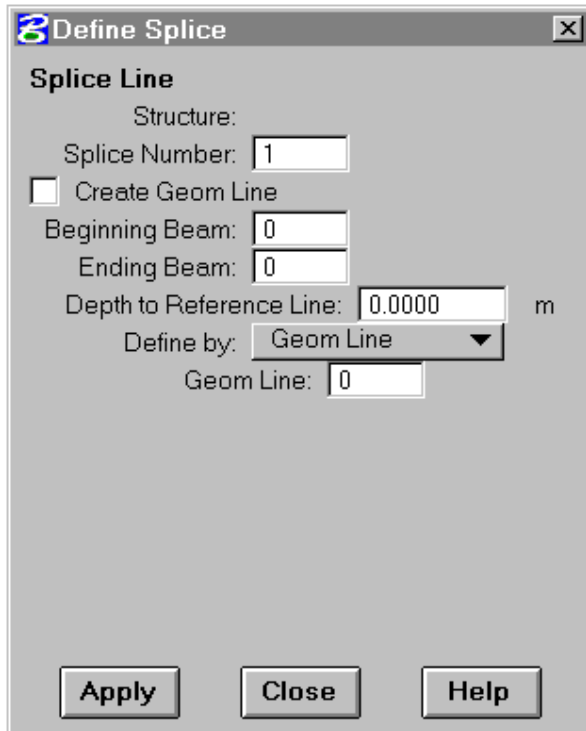 Define Splice
Splice Line
Structure:
Splice Number: 1
Create Geom Line
Beginning Beam: 0
Ending Beam: 0
Depth to Reference Line: 0.0000 m
Define by: Geom Line
Geom Line: 0
Apply Close Help